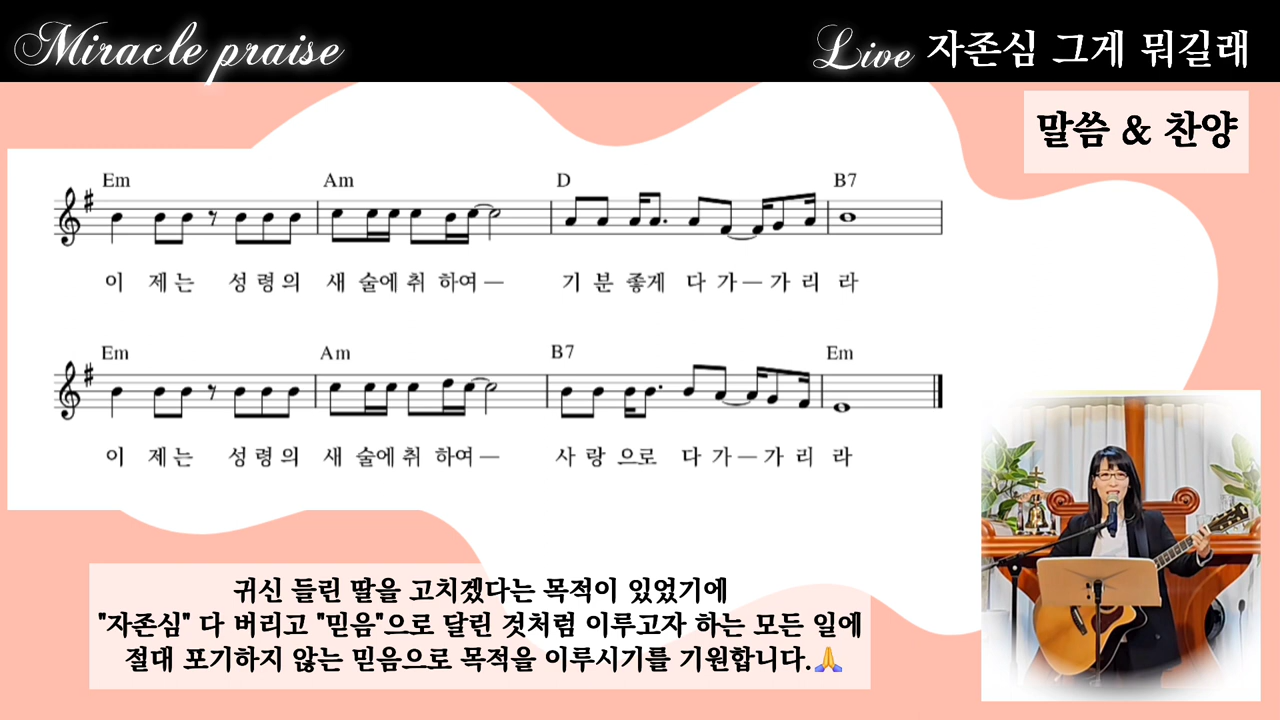 Miracle praise
Live 자존심 그게 뭐길래
말씀 & 찬양
Em Am D B7
이 제 는 성 령 의 새 술에 취 하여 — 기 분 좋게 다 가 — 가 리 라
Em Am B7 Em
이 제 는 성 령 의 새 술에 취 하여 — 사 랑 으로 다 가 — 가 리 라
귀신 들린 딸을 고치겠다는 목적이 있었기에
"자존심" 다 버리고 "믿음"으로 달린 것처럼 이루고자 하는 모든 일에
절대 포기하지 않는 믿음으로 목적을 이루시기를 기원합니다.🙏